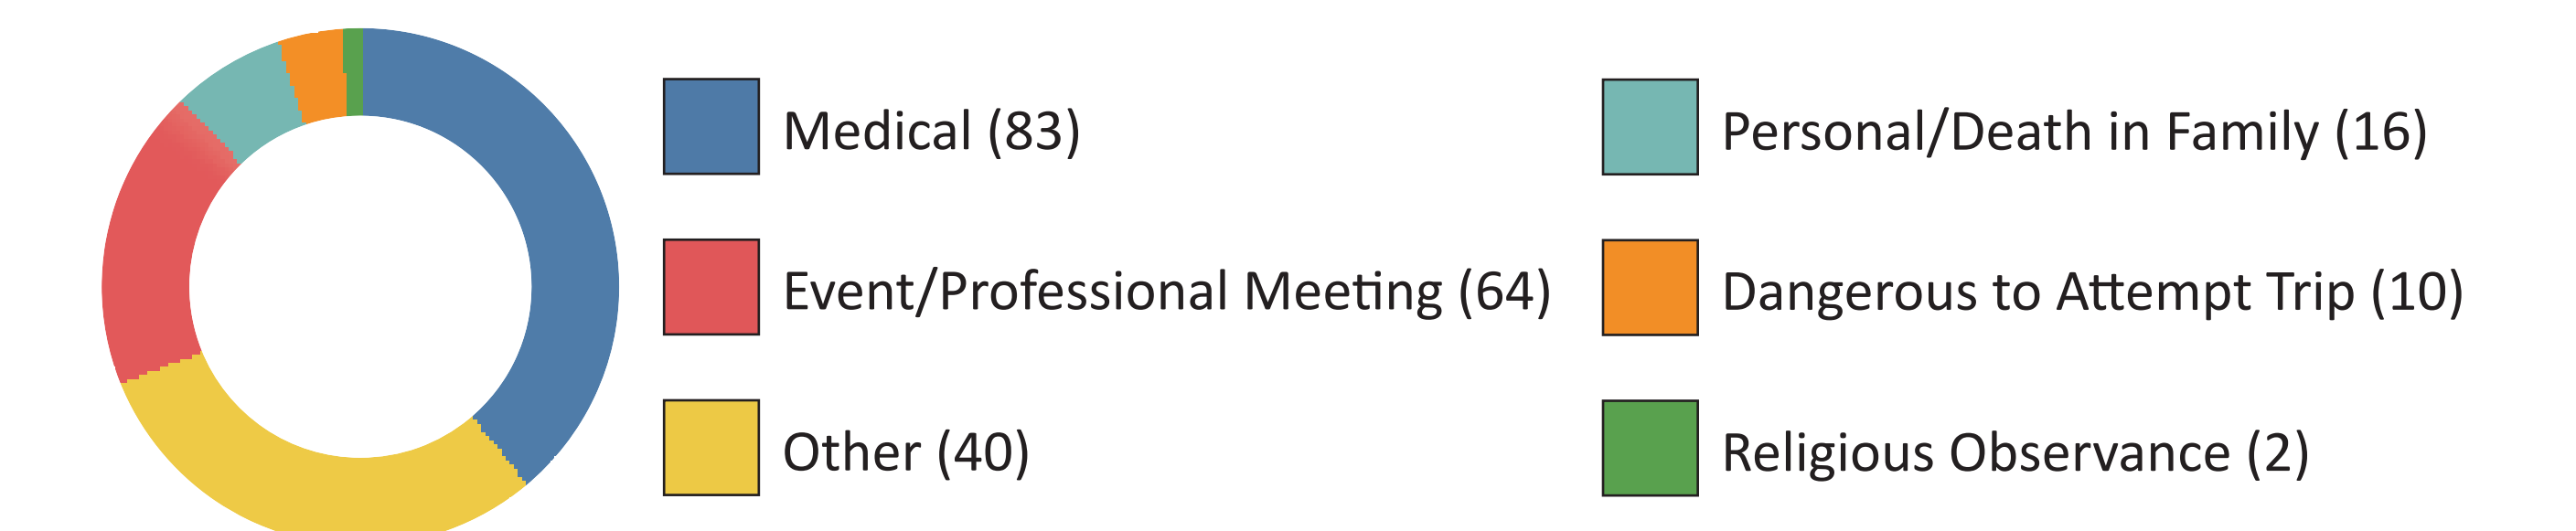 Medical (83)
Event/Professional Meeting (64)
Other (40)
Personal/Death in Family (16)
Dangerous to Attempt Trip (10)
Religious Observance (2)